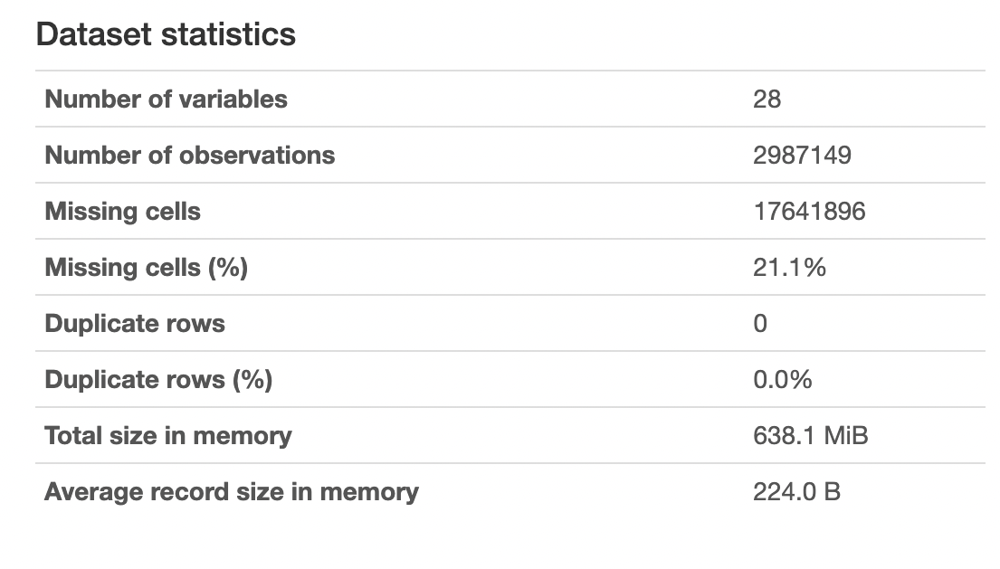 Dataset statistics
Number of variables 28
Number of observations 2987149
Missing cells 17641896
Missing cells (%) 21.1%
Duplicate rows 0
Duplicate rows (%) 0.0%
Total size in memory 638.1 MiB
Average record size in memory 224.0 B